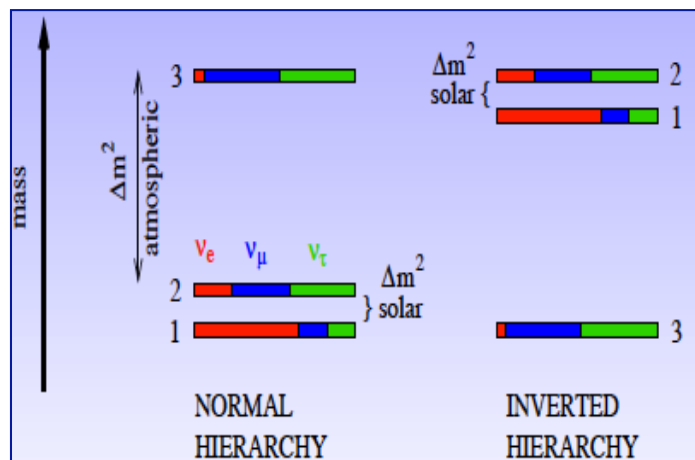 mass
Δm²
atmospheric
3
νe νμ ντ
2
1
Δm²
} solar
NORMAL
HIERARCHY
Δm²
solar {
2
1
3
INVERTED
HIERARCHY